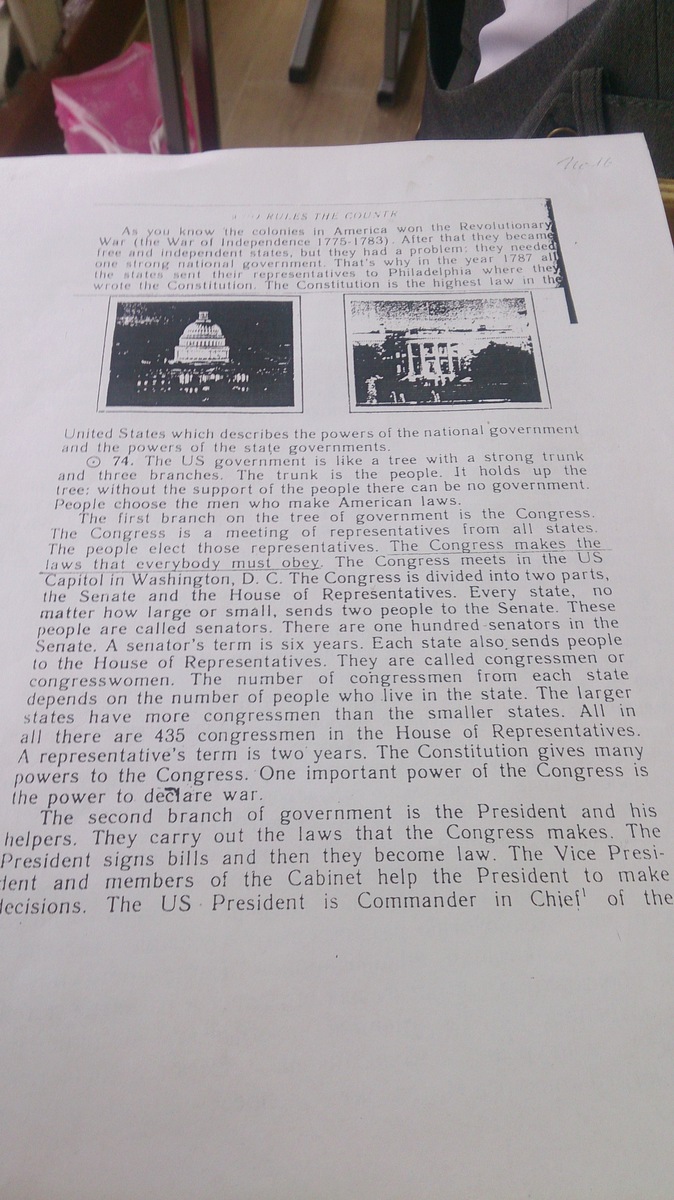 RULES THE COUNTR
As you know the colonies in America won the Revolutionary
War (the War of Independence 1775-1783). After that they became
free and independent states, but they had a problem: they needed
one strong national government. That's why in the year 1787 all
the states sent their representatives to Philadelphia where they
wrote the Constitution. The Constitution is the highest law in the
United States which describes the powers of the national government
and the powers of the state governments.
74. The US government is like a tree with a strong trunk
and three branches. The trunk is the people. It holds up the
tree: without the support of the people there can be no government.
People choose the men who make American laws.
The first branch on the tree of government is the Congress.
The Congress is a meeting of representatives from all states.
The people elect those representatives. The Congress makes the
laws that everybody must obey. The Congress meets in the US
Capitol in Washington, D. C. The Congress is divided into two parts,
the Senate and the House of Representatives. Every state, no
matter how large or small, sends two people to the Senate. These
people are called senators. There are one hundred senators in the
Senate. A senator's term is six years. Each state also sends people
to the House of Representatives. They are called congressmen or
congresswomen. The number of congressmen from each state
depends on the number of people who live in the state. The larger
states have more congressmen than the smaller states. All in
all there are 435 congressmen in the House of Representatives.
A representative's term is two years. The Constitution gives many
powers to the Congress. One important power of the Congress is
the power to declare war.
The second branch of government is the President and his
helpers. They carry out the laws that the Congress makes. The
President signs bills and then they become law. The Vice Presi-
dent and members of the Cabinet help the President to make
decisions. The US President is Commander in Chief¹ of the